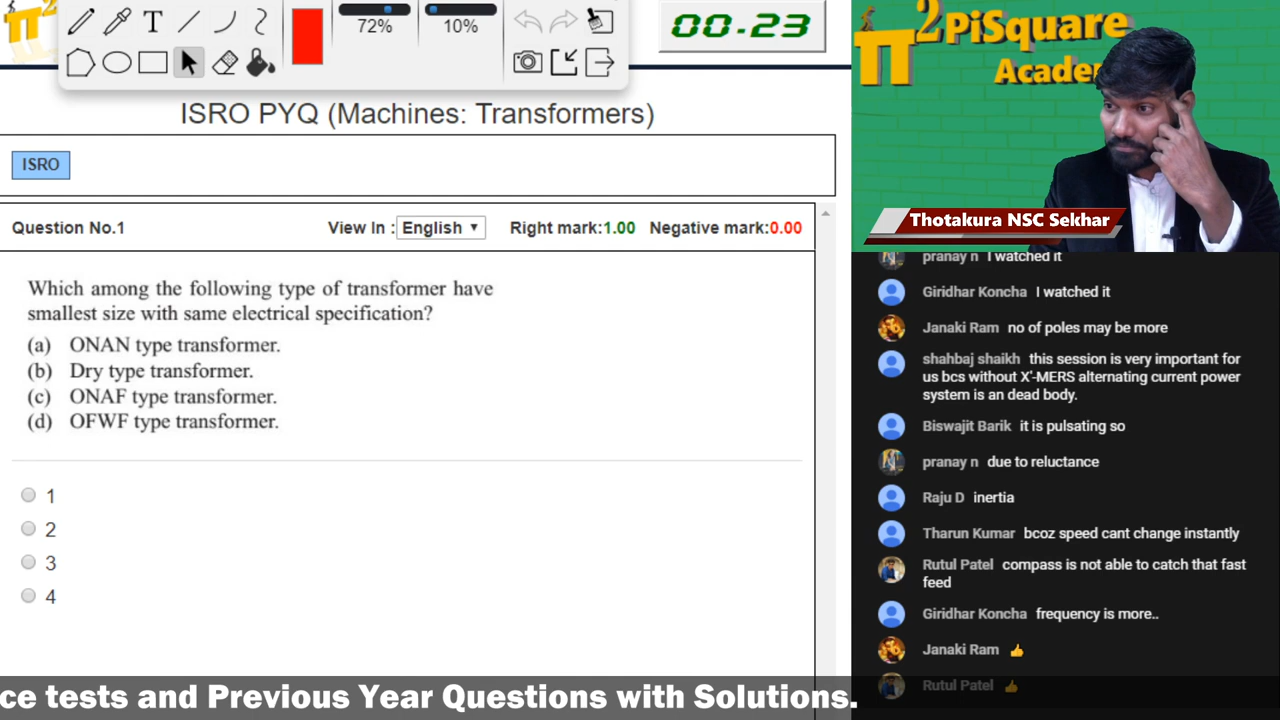 T
72%
10%
00.23
ISRO PYQ (Machines: Transformers)
ISRO
Question No.1
View In : English ▼
Right mark:1.00
Negative mark:0.00
Which among the following type of transformer have
smallest size with same electrical specification?
(a) ONAN type transformer.
(b) Dry type transformer.
(c) ONAF type transformer.
(d) OFWF type transformer.
1
2
3
4
ce tests and Previous Year Questions with Solutions.
π2PiSquare
Academ
Thotakura NSC Sekhar
pranay n I watched it
Giridhar Koncha I watched it
Janaki Ram no of poles may be more
shahbaj shaikh this session is very important for
us bcs without X'-MERS alternating current power
system is an dead body.
Biswajit Barik it is pulsating so
pranay n due to reluctance
Raju D inertia
Tharun Kumar bcoz speed cant change instantly
Rutul Patel compass is not able to catch that fast
feed
Giridhar Koncha frequency is more..
Janaki Ram 👍
Rutul Patel 👍